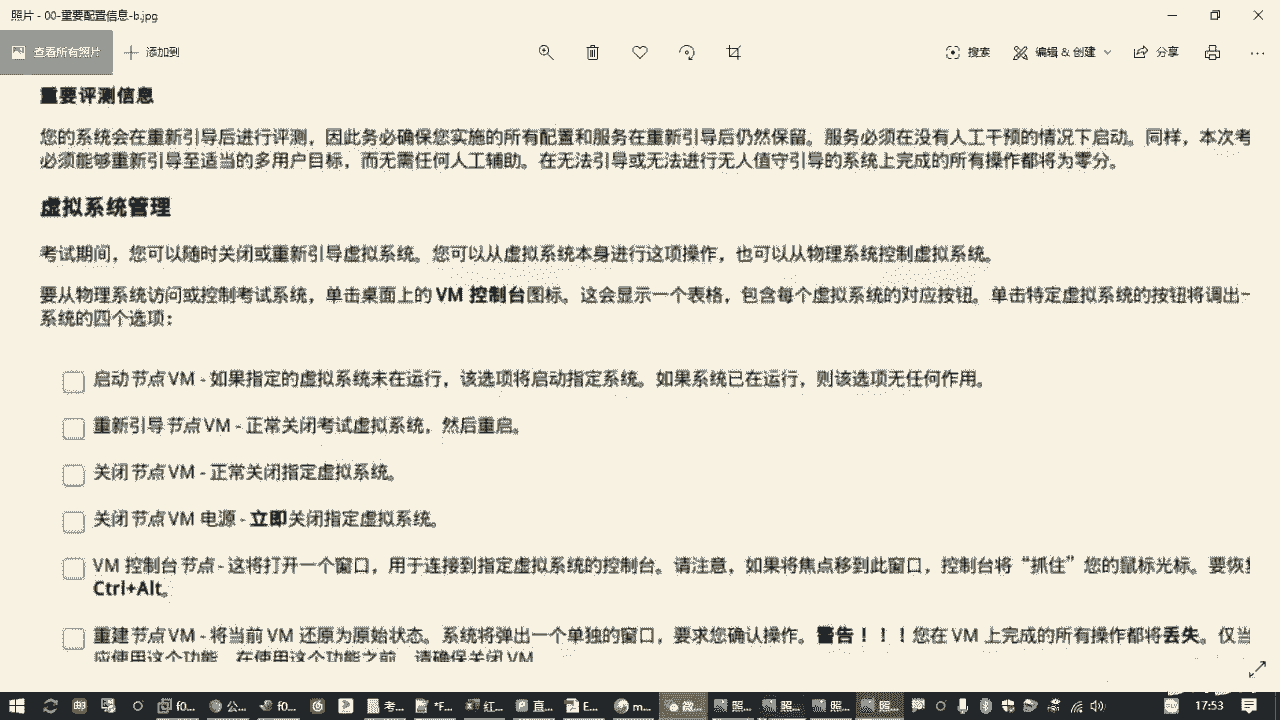 照片 - 00-重要配置信息-b.jpg
查看所有照片 添加到 搜索 编辑 & 创建 分享
重要评测信息
您的系统会在重新引导后进行评测，因此务必确保您实施的所有配置和服务在重新引导后仍然保留。服务必须在没有人工干预的情况下启动。同样，本次考
必须能够重新引导至适当的多用户目标，而无需任何人工辅助。在无法引导或无法进行无人值守引导的系统上完成的所有操作都将为零分。
虚拟系统管理
考试期间，您可以随时关闭或重新引导虚拟系统。您可以从虚拟系统本身进行这项操作，也可以从物理系统控制虚拟系统。
要从物理系统访问或控制考试系统，单击桌面上的 VM 控制台图标。这会显示一个表格，包含每个虚拟系统的对应按钮。单击特定虚拟系统的按钮将调出一
系统的四个选项：
启动节点 VM - 如果指定的虚拟系统未在运行，该选项将启动指定系统。如果系统已在运行，则该选项无任何作用。
重新引导节点 VM - 正常关闭考试虚拟系统，然后重启。
关闭节点 VM - 正常关闭指定虚拟系统。
关闭节点 VM 电源 - 立即关闭指定虚拟系统。
VM 控制台节点 - 这将打开一个窗口，用于连接到指定虚拟系统的控制台。请注意，如果将焦点移到此窗口，控制台将“抓住”您的鼠标光标。要恢复
Ctrl+Alt。
重建节点 VM - 将当前 VM 还原为原始状态。系统将弹出一个单独的窗口，要求您确认操作。警告！！！您在 VM 上完成的所有操作都将丢失。仅当
应使用这个功能。在使用这个功能之前，请确保关闭 VM
f0... 公... f0... 考... *F... 红... 直... E... m... 微... 照... 照... 照... 照... 17:53